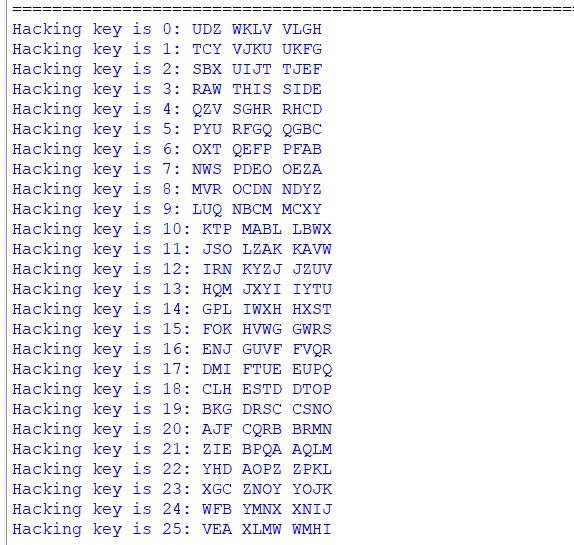 ==========================================================
Hacking key is 0: UDZ WKLV VLGH
Hacking key is 1: TCY VJKU UKFG
Hacking key is 2: SBX UIJT TJEF
Hacking key is 3: RAW THIS SIDE
Hacking key is 4: QZV SGHR RHCD
Hacking key is 5: PYU RFGQ QGBC
Hacking key is 6: OXT QEFP PFAB
Hacking key is 7: NWS PDEO OEZA
Hacking key is 8: MVR OCDN NDYZ
Hacking key is 9: LUQ NBCM MCXY
Hacking key is 10: KTP MABL LBWX
Hacking key is 11: JSO LZAK KAVW
Hacking key is 12: IRN KYZJ JZUV
Hacking key is 13: HQM JXYI IYTU
Hacking key is 14: GPL IWXH HXST
Hacking key is 15: FOK HVWG GWRS
Hacking key is 16: ENJ GUVF FVQR
Hacking key is 17: DMI FTUE EUPQ
Hacking key is 18: CLH ESTD DTOP
Hacking key is 19: BKG DRSC CSNO
Hacking key is 20: AJF CQRB BRMN
Hacking key is 21: ZIE BPQA AQLM
Hacking key is 22: YHD AOPZ ZPKL
Hacking key is 23: XGC ZNOY YOJK
Hacking key is 24: WFB YMNX XNIJ
Hacking key is 25: VEA XLMW WMHI